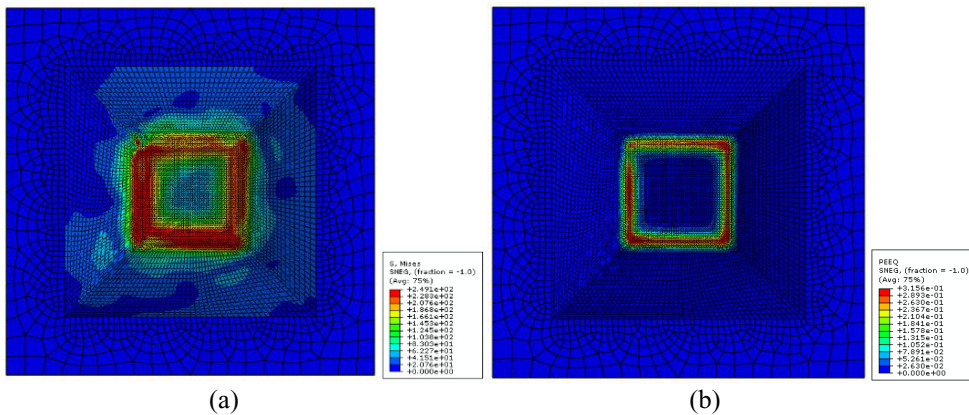 S, Mises
SNEG, (fraction = -1.0)
(Avg: 75%)
+2.491e+02
+2.283e+02
+2.076e+02
+1.868e+02
+1.661e+02
+1.453e+02
+1.245e+02
+1.038e+02
+8.303e+01
+6.227e+01
+4.151e+01
+2.076e+01
+0.000e+00
PEEQ
SNEG, (fraction = -1.0)
(Avg: 75%)
+3.156e-01
+2.893e-01
+2.630e-01
+2.367e-01
+2.104e-01
+1.841e-01
+1.578e-01
+1.315e-01
+1.052e-01
+7.891e-02
+5.261e-02
+2.630e-02
+0.000e+00
(a)
(b)